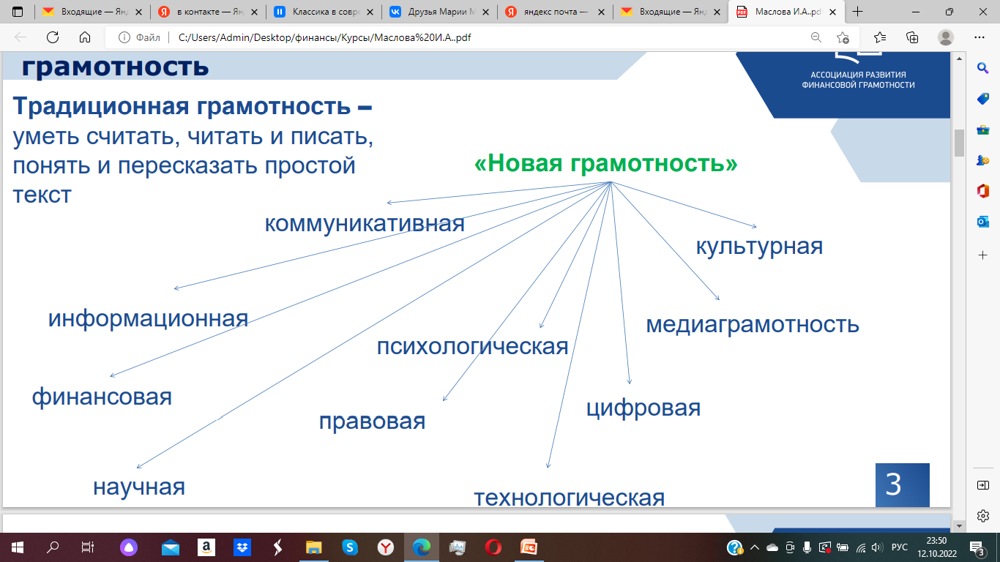 Входящие — Янд
в контакте — Ян
Классика в совр
Друзья Марии М
яндекс почта —
Входящие — Янд
Маслова И.А..pd
Файл
C:/Users/Admin/Desktop/финансы/Курсы/Маслова%20И.А..pdf
грамотность
АССОЦИАЦИЯ РАЗВИТИЯ
ФИНАНСОВОЙ ГРАМОТНОСТИ
Традиционная грамотность –
уметь считать, читать и писать,
понять и пересказать простой
текст
«Новая грамотность»
коммуникативная
культурная
информационная
медиаграмотность
психологическая
финансовая
цифровая
правовая
научная
технологическая
3
РУС
23:50
12.10.2022
3